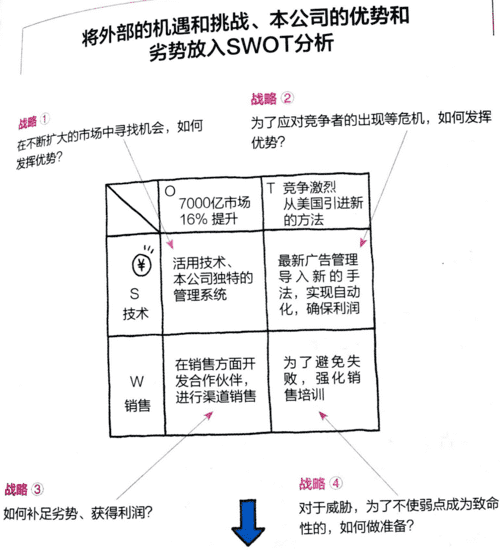 将外部的机遇和挑战、本公司的优势和
劣势放入SWOT分析
战略①
在不断扩大的市场中寻找机会，如何
发挥优势？
战略②
为了应对竞争者的出现等危机，如何发挥
优势？
O
7000亿市场
16% 提升
T 竞争激烈
从美国引进新
的方法
¥
S
技术
活用技术、
本公司独特的
管理系统
最新广告管理
导入新的手
法，实现自动
化，确保利润
W
销售
在销售方面开
发合作伙伴，
进行渠道销售
为了避免失
败，强化销
售培训
战略③
如何补足劣势、获得利润？
战略④
对于威胁，为了不使弱点成为致命
性的，如何做准备？